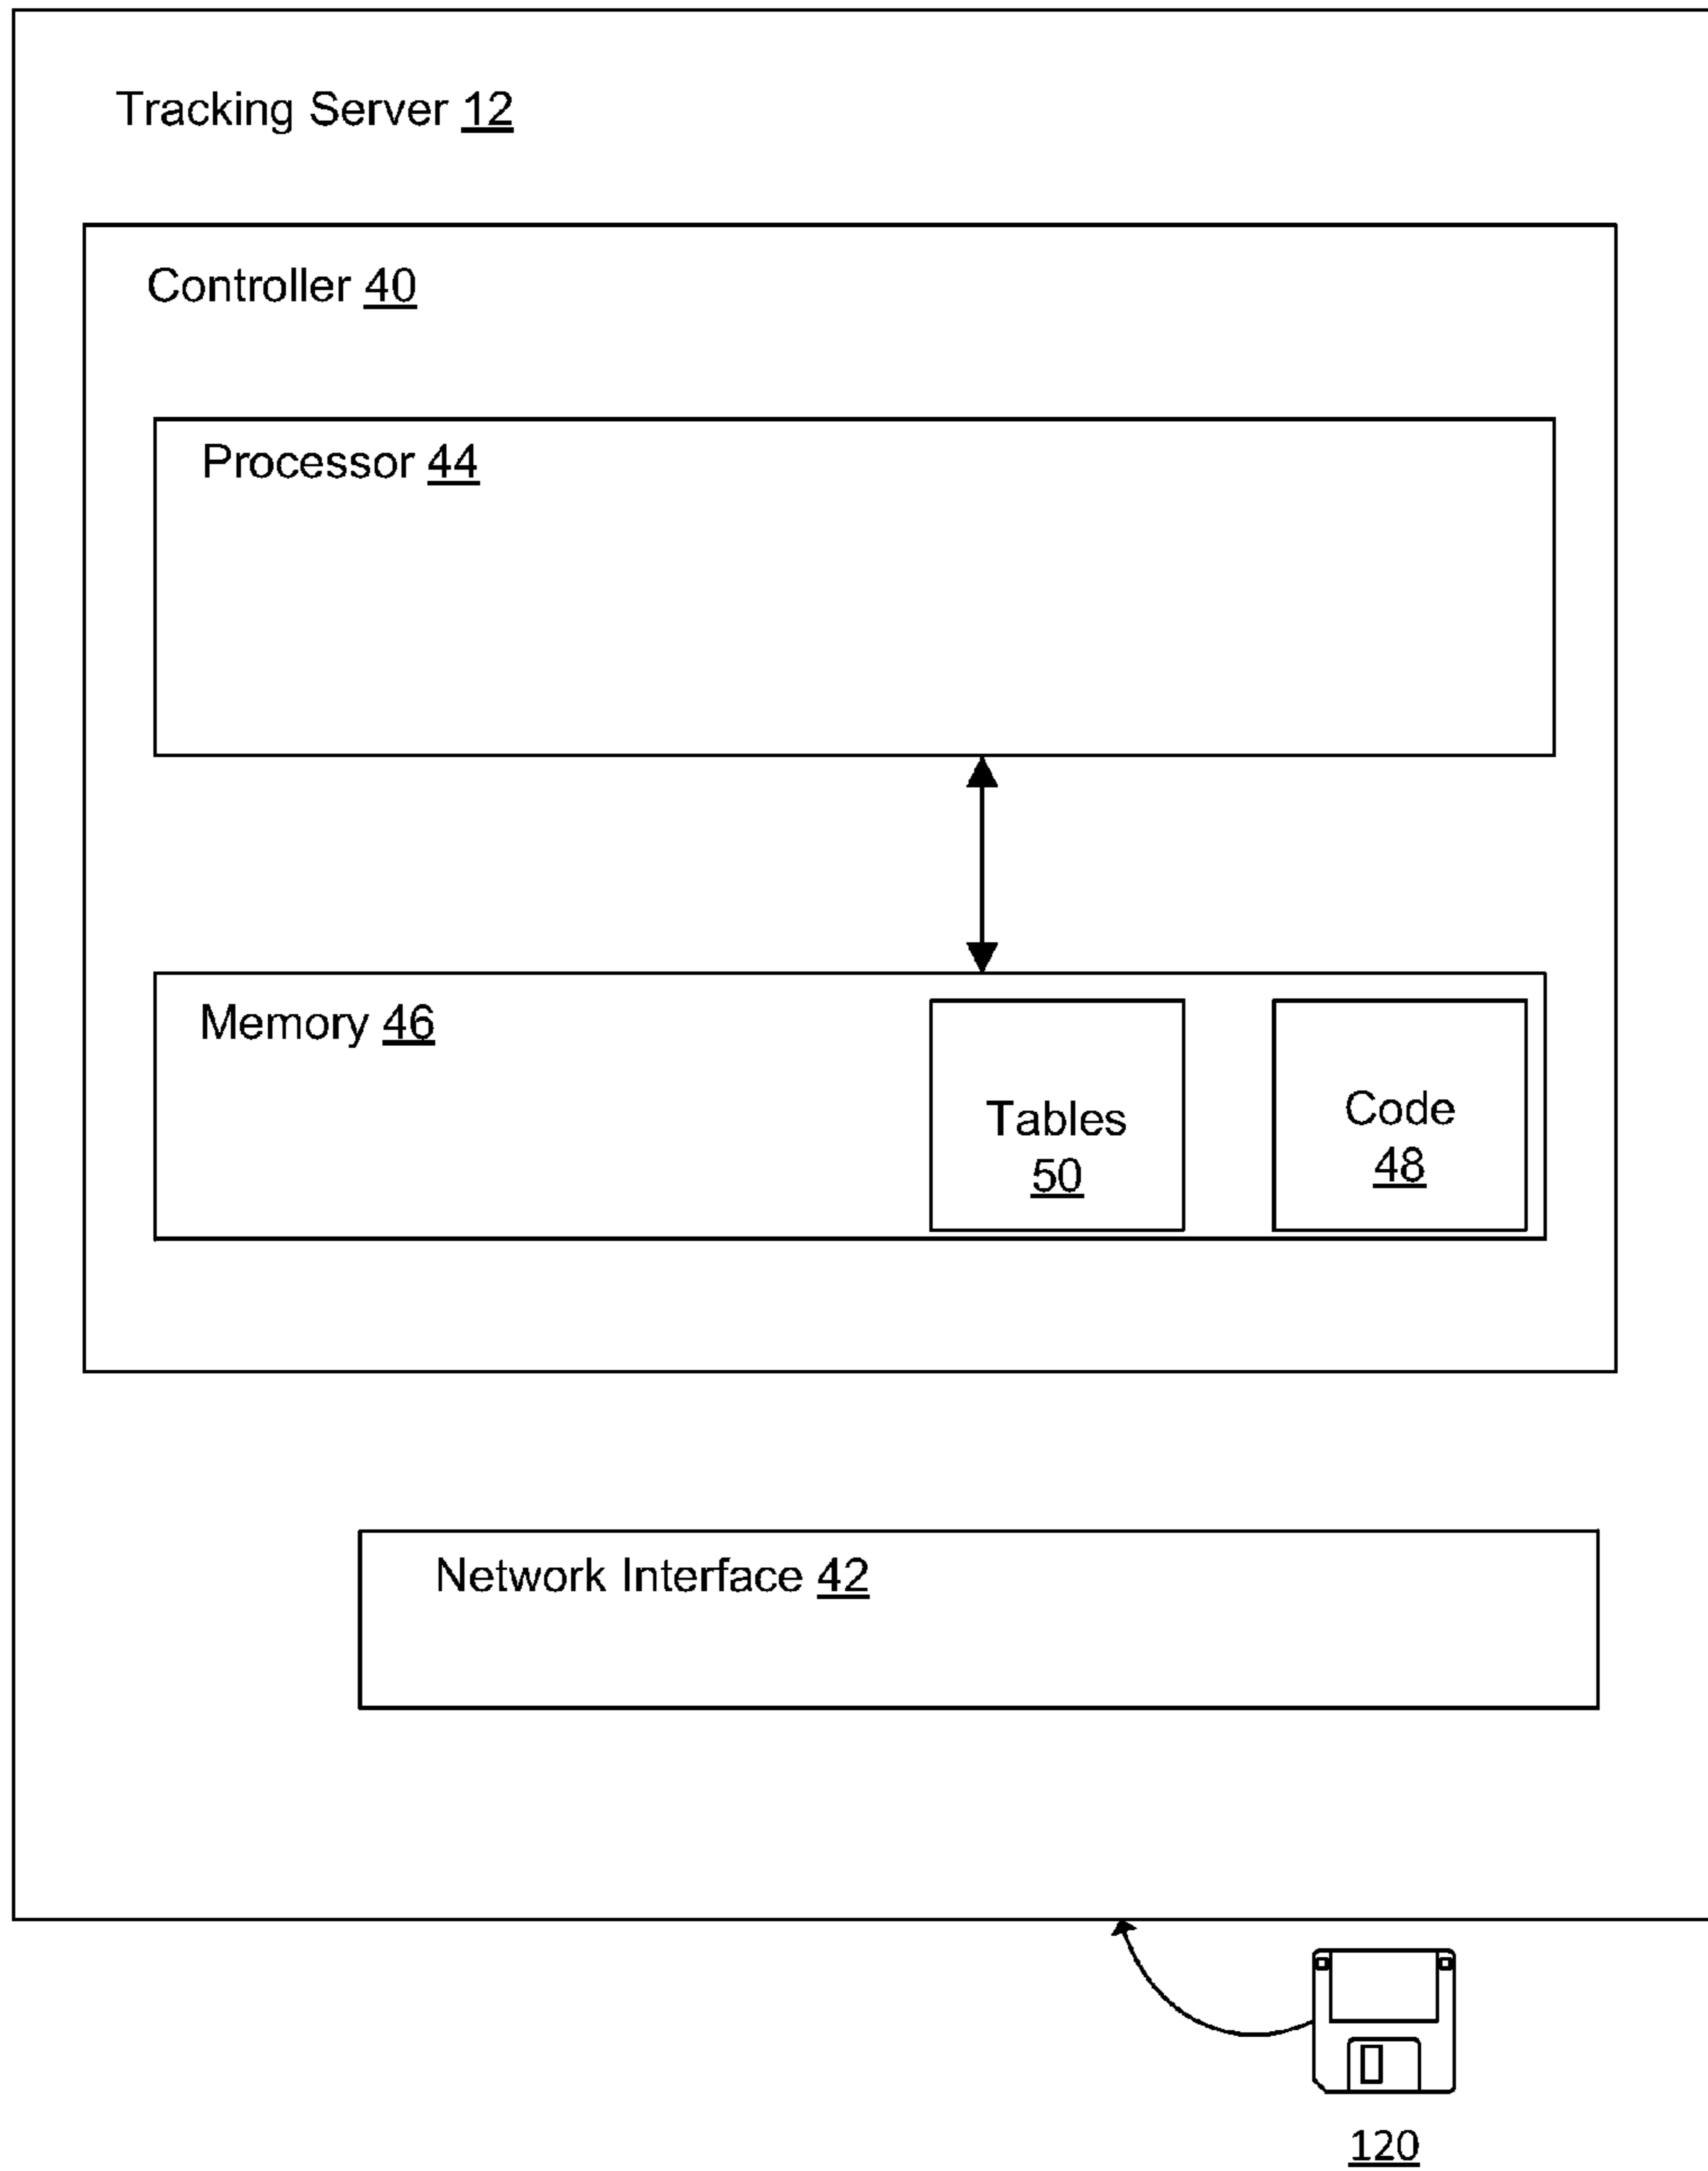 Tracking Server 12
Controller 40
Processor 44
Memory 46
Tables
50
Code
48
Network Interface 42
120